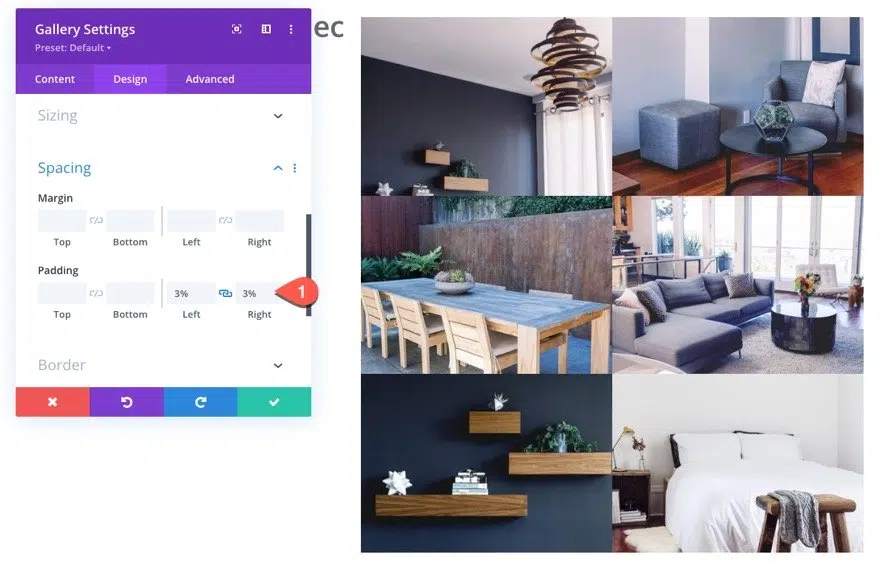 Gallery Settings
Preset: Default
ec
Content Design Advanced
Sizing
Spacing
Margin
Top Bottom Left Right
Padding
3% 3%
1
Top Bottom Left Right
Border